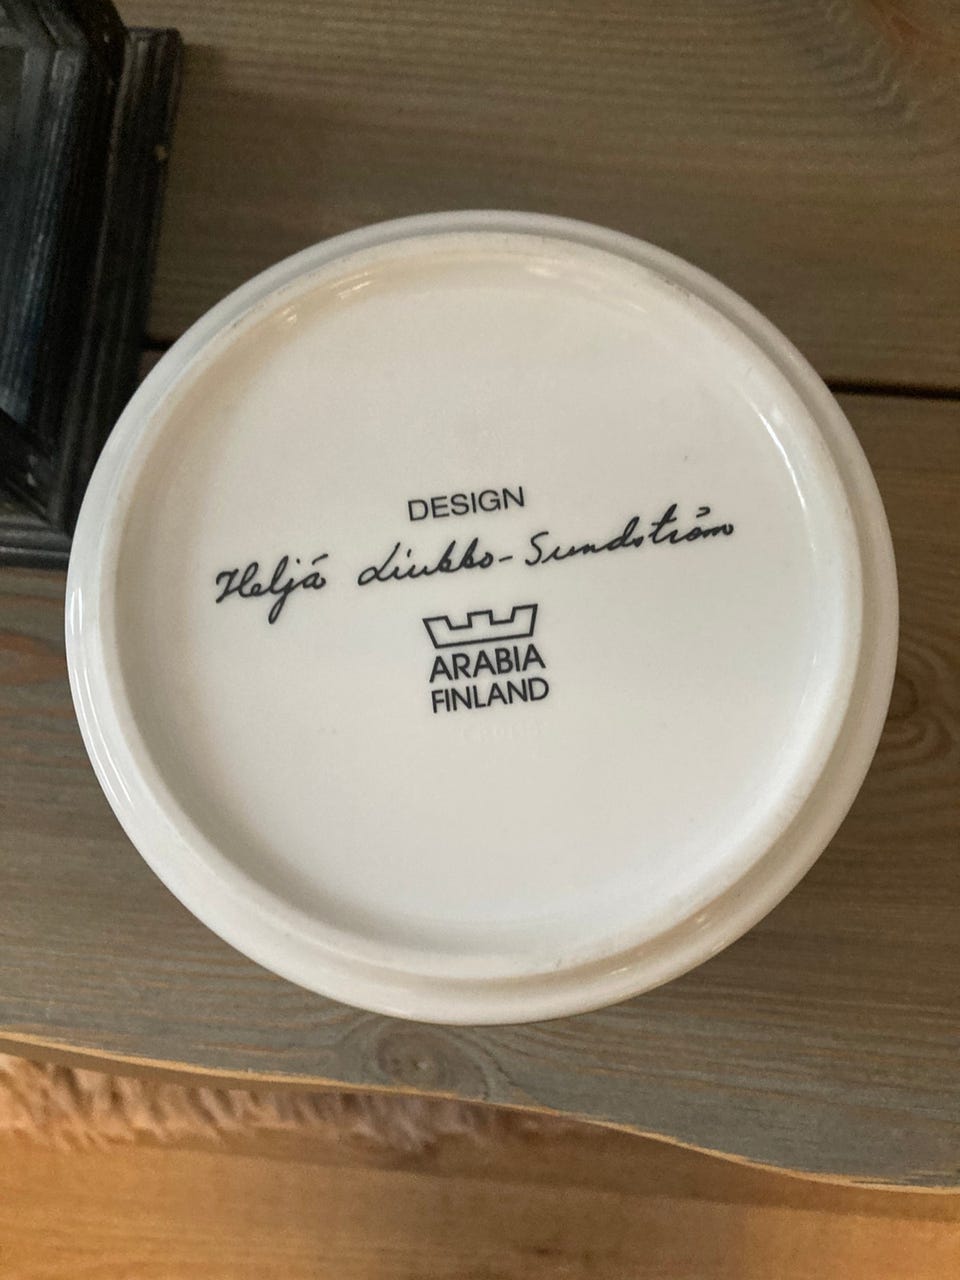 DESIGN
Heljä Liukko-Sundström
ARABIA
FINLAND